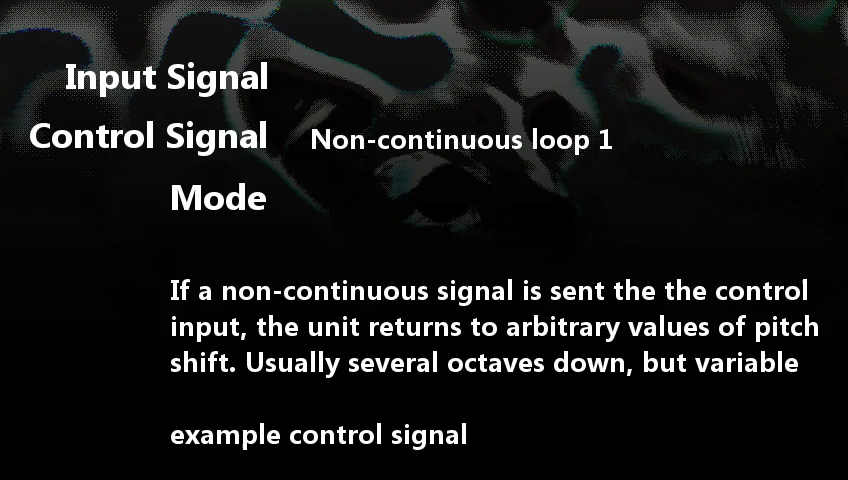 Input Signal
Control Signal Non-continuous loop 1
Mode
If a non-continuous signal is sent the the control
input, the unit returns to arbitrary values of pitch
shift. Usually several octaves down, but variable
example control signal